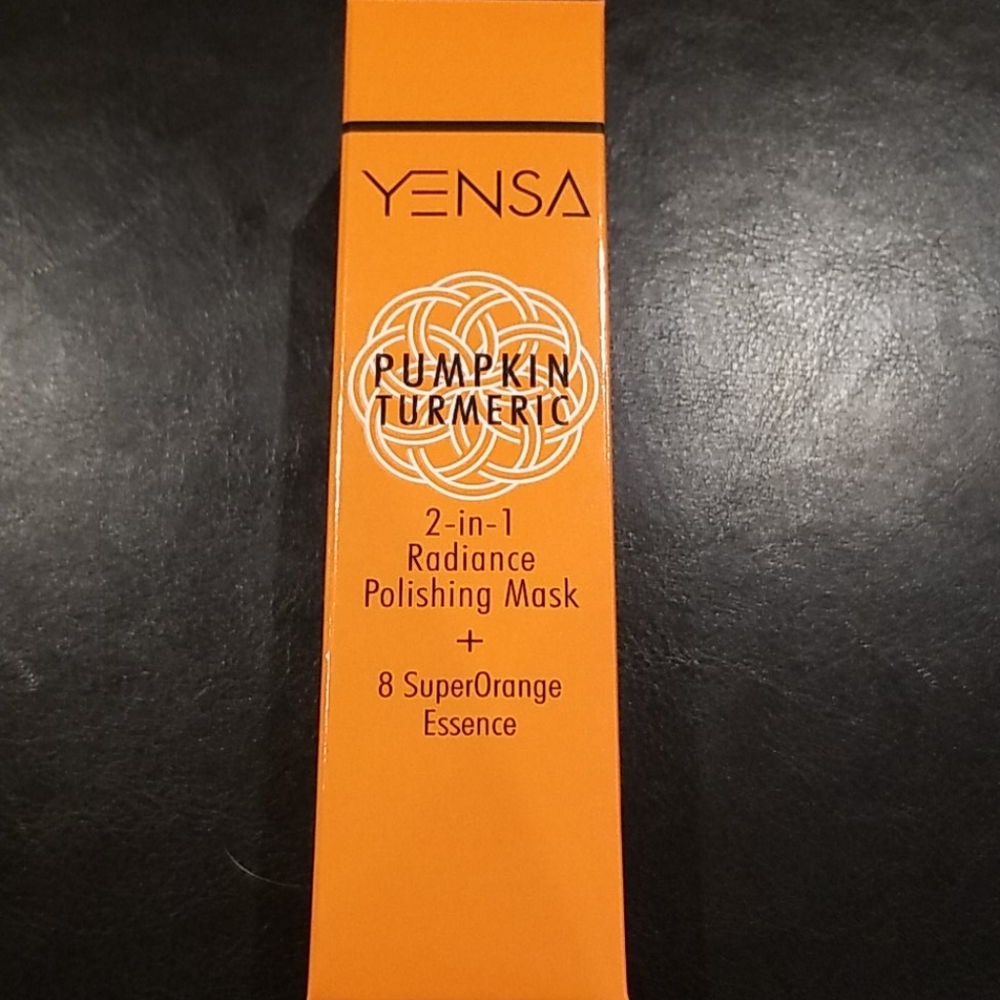 YENSA
PUMPKIN
TURMERIC
2-in-1
Radiance
Polishing Mask
+
8 SuperOrange
Essence